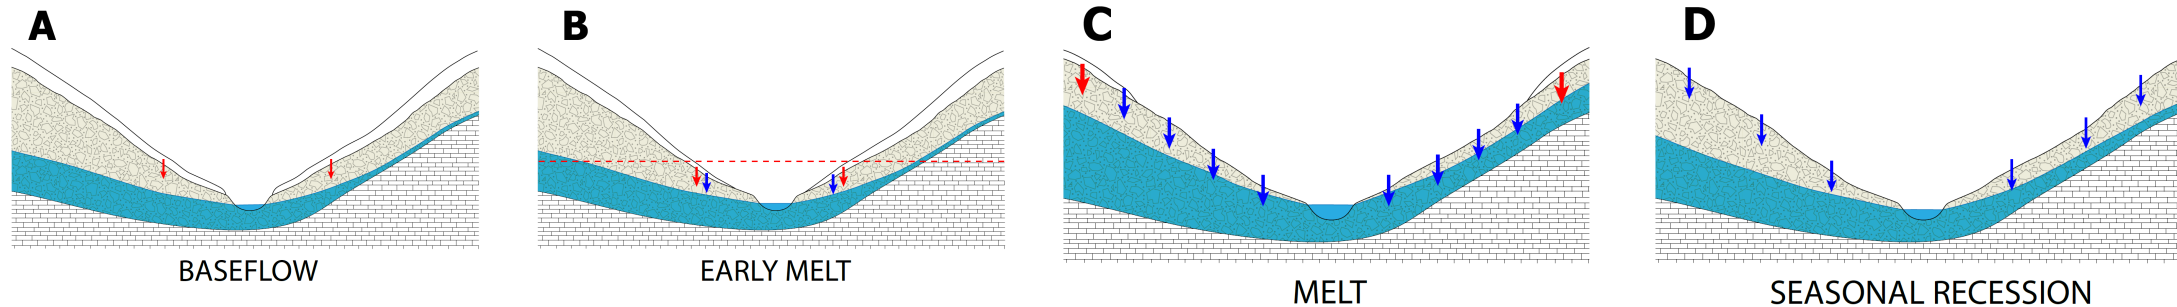 A
BASEFLOW
B
EARLY MELT
C
MELT
D
SEASONAL RECESSION